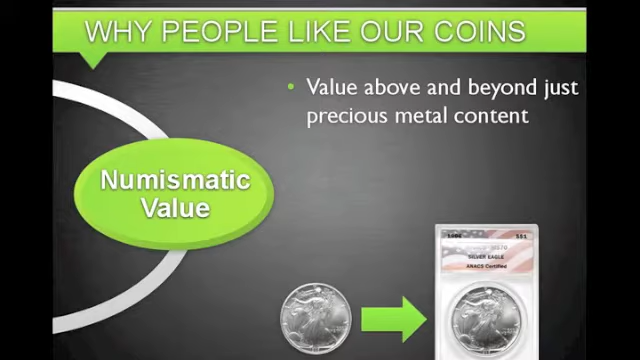 WHY PEOPLE LIKE OUR COINS
• Value above and beyond just
precious metal content
Numismatic
Value
$1
SILVER EAGLE
ANACS Certified